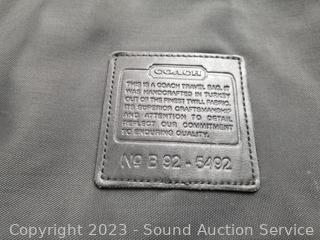 COACH
THIS IS A COACH TRAVEL BAG. IT
WAS HANDCRAFTED IN TURKEY
OUT OF THE FINEST TWILL FABRIC.
ITS SUPERIOR CRAFTSMANSHIP
AND ATTENTION TO DETAIL
REFLECT OUR COMMITMENT
TO ENDURING QUALITY.
No B 92 - 5492
Copyright 2023 - Sound Auction Service